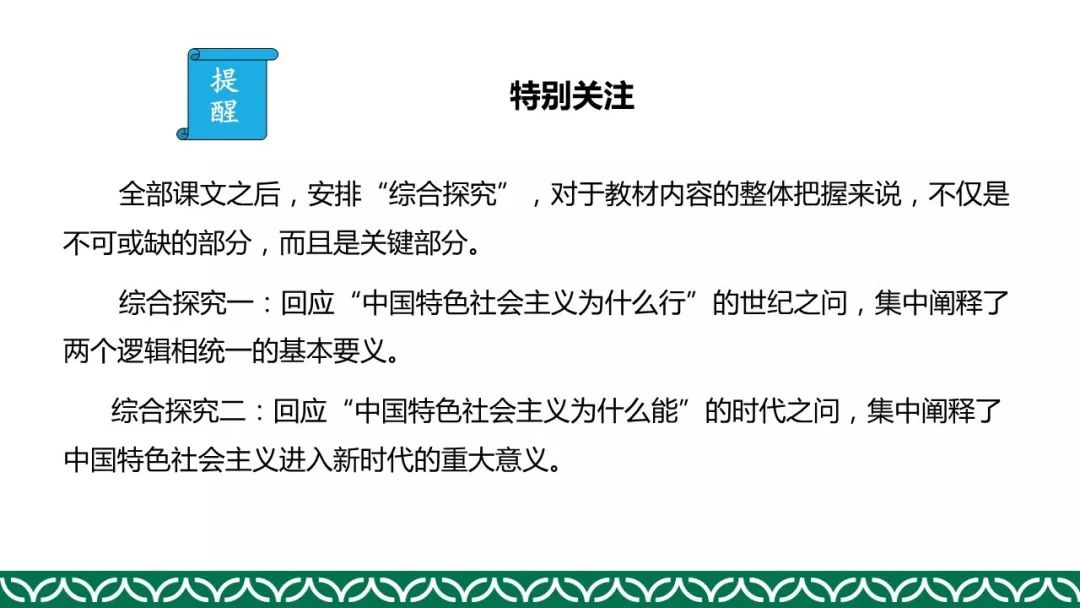 提
醒
特别关注
全部课文之后，安排“综合探究”，对于教材内容的整体把握来说，不仅是
不可或缺的部分，而且是关键部分。
综合探究一：回应“中国特色社会主义为什么行”的世纪之问，集中阐释了
两个逻辑相统一的基本要义。
综合探究二：回应“中国特色社会主义为什么能”的时代之问，集中阐释了
中国特色社会主义进入新时代的重大意义。